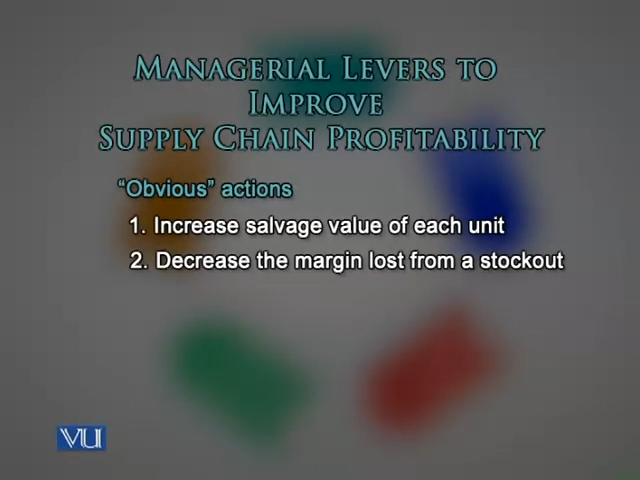 MANAGERIAL LEVERS TO
IMPROVE
SUPPLY CHAIN PROFITABILITY
“Obvious” actions
1. Increase salvage value of each unit
2. Decrease the margin lost from a stockout
VU